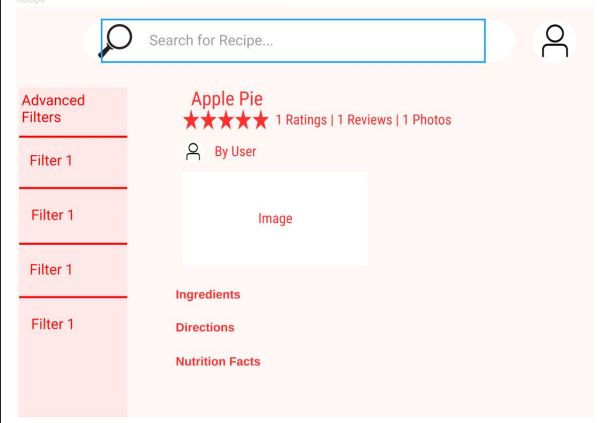 Recipe
Search for Recipe...
Advanced
Filters
Filter 1
Filter 1
Filter 1
Filter 1
Apple Pie
1 Ratings | 1 Reviews | 1 Photos
By User
Image
Ingredients
Directions
Nutrition Facts